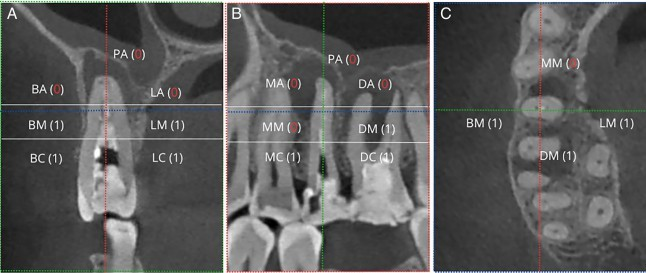 A
PA (0)
BA (0)
LA (0)
BM (1)
LM (1)
BC (1)
LC (1)
B
PA (0)
MA (0)
DA (0)
MM (0)
DM (1)
MC (1)
DC (1)
C
MM (0)
BM (1)
LM (1)
DM (1)